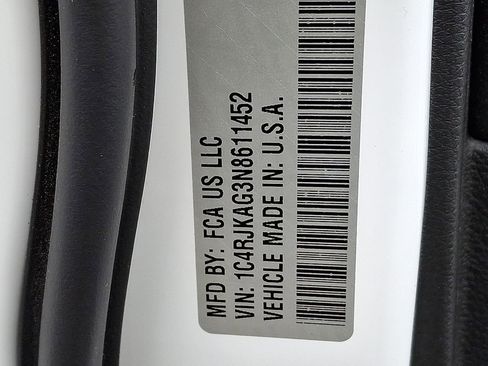 MFD BY: FCA US LLC
VIN: 1C4RJKAG3N8611452
VEHICLE MADE IN: U.S.A.